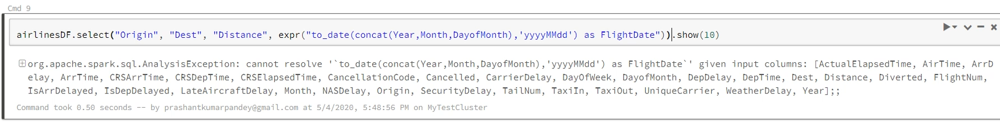 Cmd 9
airlinesDF.select("Origin", "Dest", "Distance", expr("to_date(concat(Year,Month,DayofMonth),'yyyyMMdd') as FlightDate")).show(10)
org.apache.spark.sql.AnalysisException: cannot resolve '`to_date(concat(Year,Month,DayofMonth),'yyyyMMdd') as FlightDate`' given input columns: [ActualElapsedTime, AirTime, ArrD
elay, ArrTime, CRSArrTime, CRSDepTime, CRSElapsedTime, CancellationCode, Cancelled, CarrierDelay, DayOfWeek, DayofMonth, DepDelay, DepTime, Dest, Distance, Diverted, FlightNum,
IsArrDelayed, IsDepDelayed, LateAircraftDelay, Month, NASDelay, Origin, SecurityDelay, TailNum, TaxiIn, TaxiOut, UniqueCarrier, WeatherDelay, Year];;
Command took 0.50 seconds -- by prashantkumarpandey@gmail.com at 5/4/2020, 5:48:56 PM on MyTestCluster